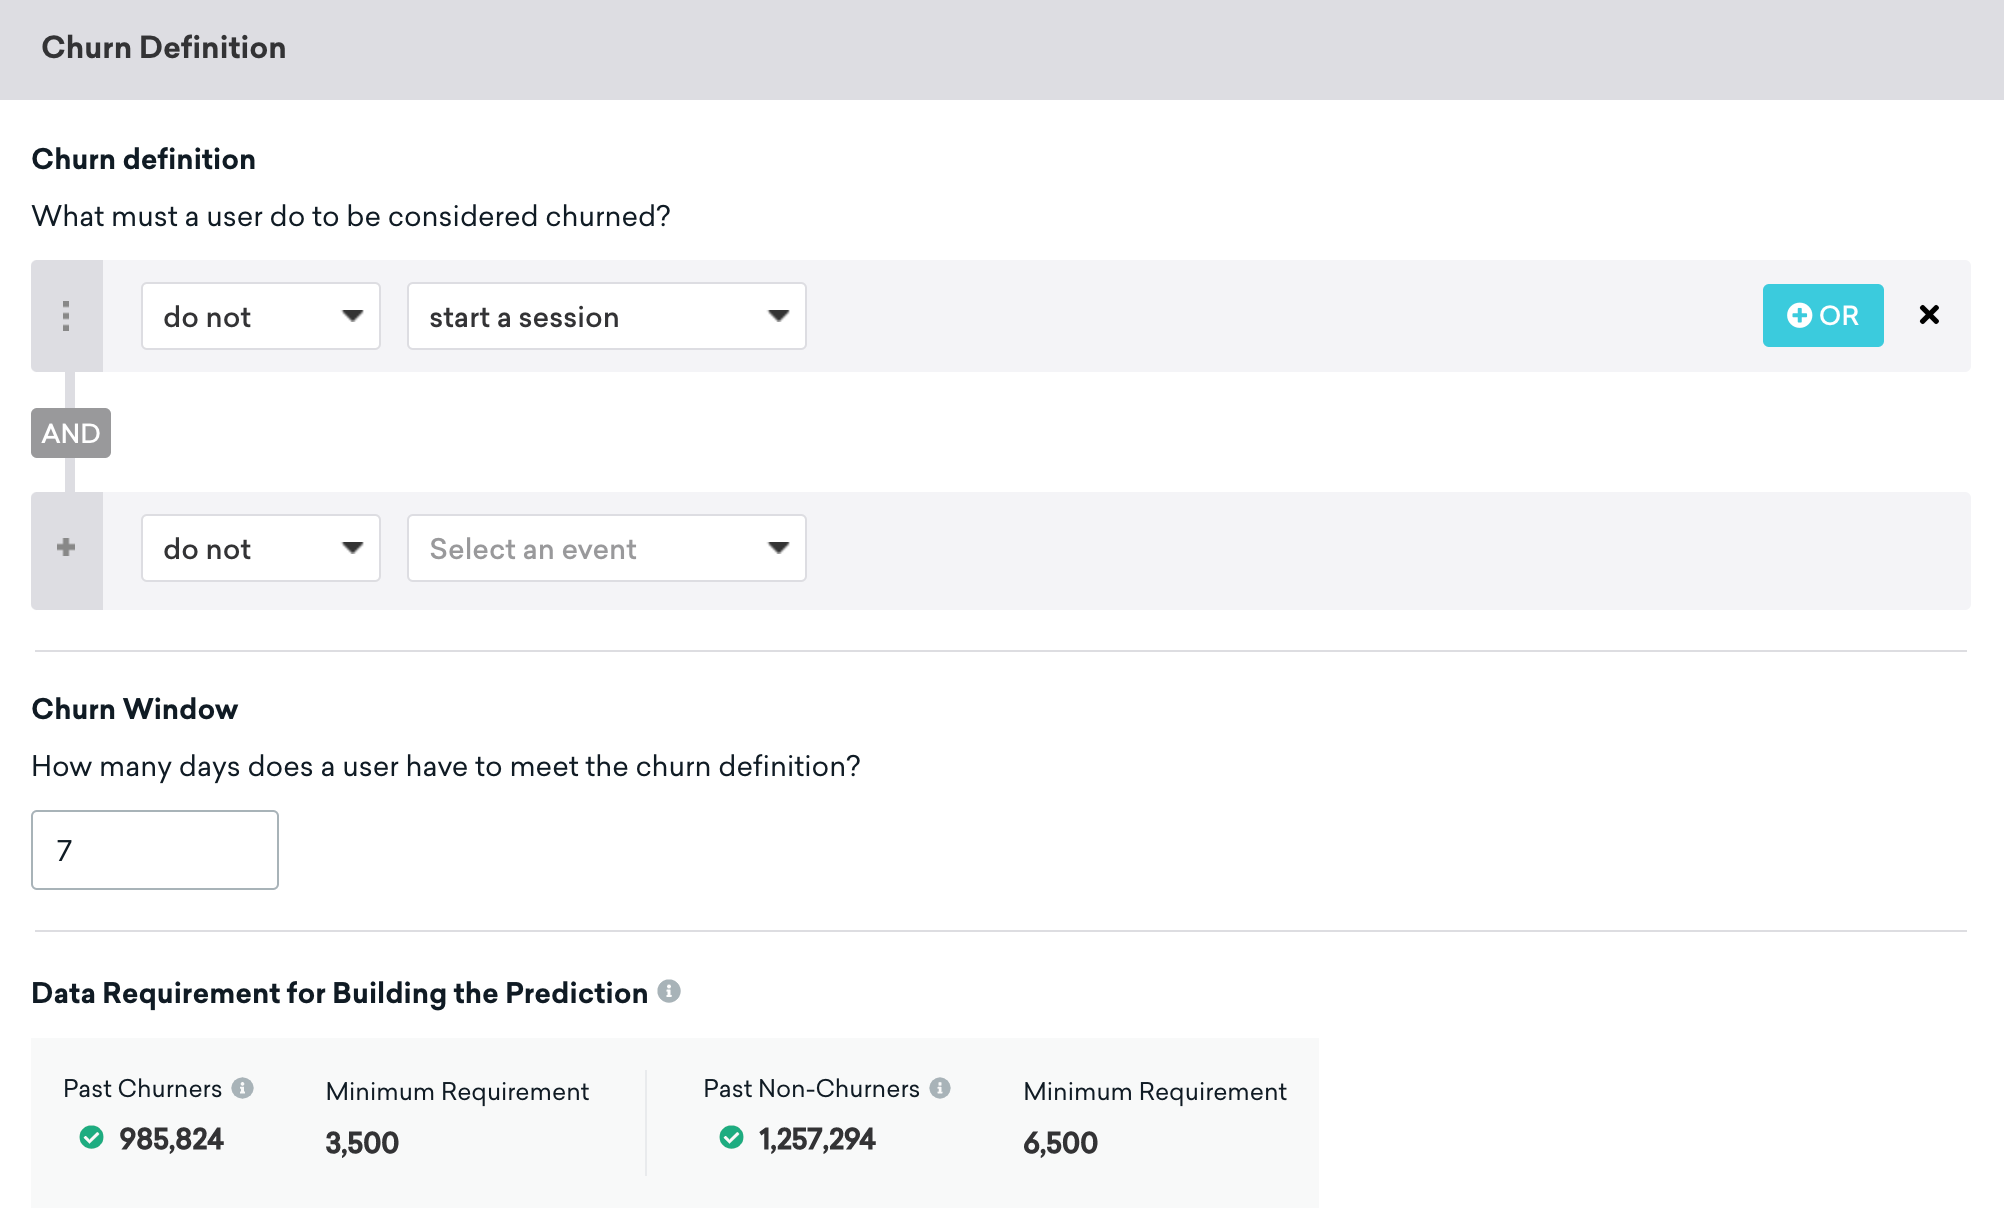 Churn Definition
Churn definition
What must a user do to be considered churned?
do not start a session OR
AND
do not Select an event
Churn Window
How many days does a user have to meet the churn definition?
7
Data Requirement for Building the Prediction
Past Churners Minimum Requirement Past Non-Churners Minimum Requirement
985,824 3,500 1,257,294 6,500